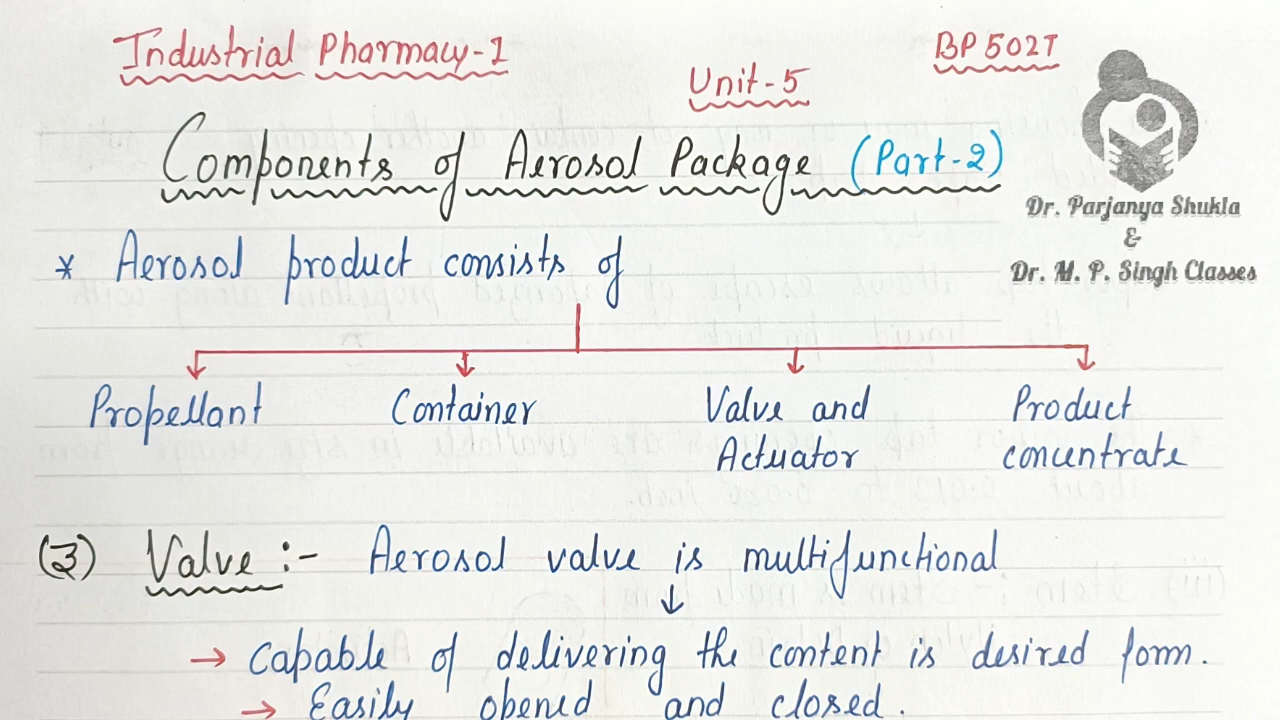 Industrial Pharmacy-I
BP 502T
Unit-5
Components of Aerosol Package (Part-2)
Dr. Parjanya Shukla
&
Dr. M. P. Singh Classes
* Aerosol product consists of
Propellant Container Valve and Actuator Product concentrate
(3) Valve :- Aerosol valve is multifunctional
→ Capable of delivering the content is desired form.
→ Easily opened and closed.